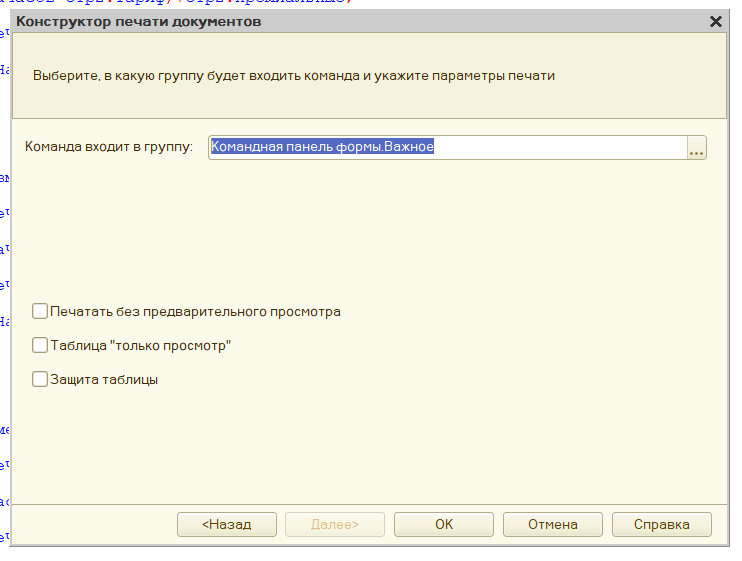 Конструктор печати документов
Выберите, в какую группу будет входить команда и укажите параметры печати
Команда входит в группу: Командная панель формы.Важное ...
Печатать без предварительного просмотра
Таблица "только просмотр"
Защита таблицы
<Назад Далее> ОК Отмена Справка